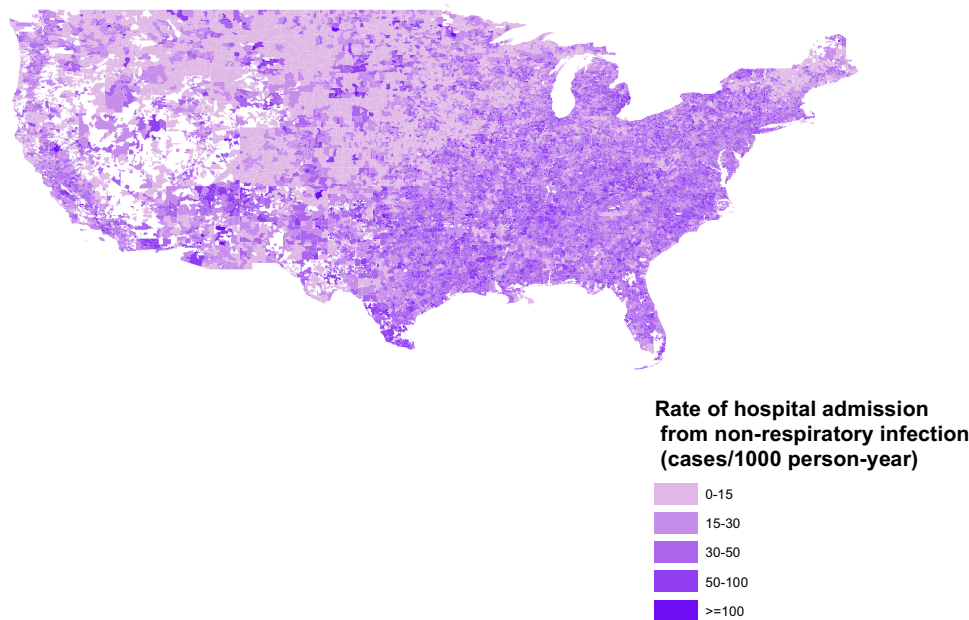 Rate of hospital admission
from non-respiratory infection
(cases/1000 person-year)
0-15
15-30
30-50
50-100
>=100